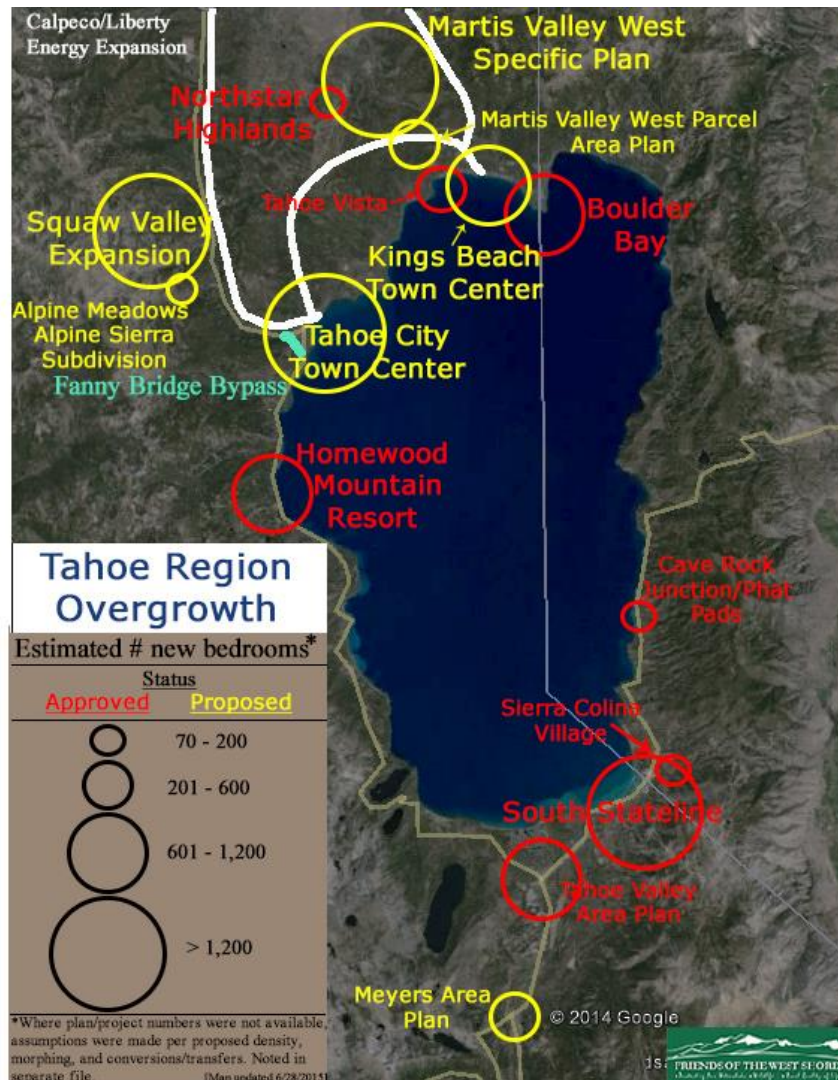 Calpeco/Liberty
Energy Expansion
Martis Valley West
Specific Plan
Northstar
Highlands
Martis Valley West Parcel
Area Plan
Tahoe Vista
Boulder
Bay
Squaw Valley
Expansion
Kings Beach
Town Center
Alpine Meadows
Alpine Sierra
Subdivision
Tahoe City
Town Center
Fanny Bridge Bypass
Homewood
Mountain
Resort
Tahoe Region
Overgrowth
Cave Rock
Junction/Phat
Pads
Estimated # new bedrooms*
Status
Approved Proposed
70 - 200
201 - 600
601 - 1,200
> 1,200
Sierra Colina
Village
South Stateline
Tahoe Valley
Area Plan
Meyers Area
Plan
© 2014 Google
*Where plan/project numbers were not available,
assumptions were made per proposed density,
morphing, and conversions/transfers. Noted in
separate file. [Map updated 6/28/2015]
FRIENDS OF THE WEST SHORE